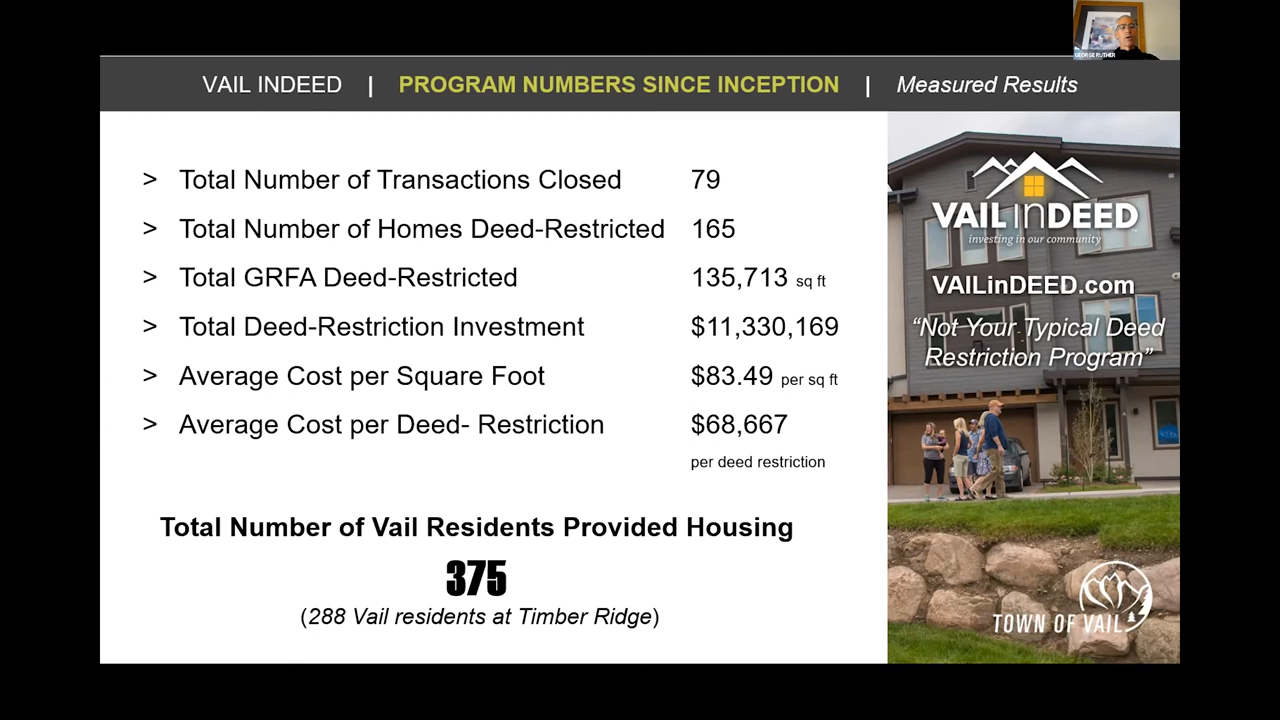 GEORGE RUTHER
VAIL INDEED | PROGRAM NUMBERS SINCE INCEPTION | Measured Results
> Total Number of Transactions Closed 79
> Total Number of Homes Deed-Restricted 165
> Total GRFA Deed-Restricted 135,713 sq ft
> Total Deed-Restriction Investment $11,330,169
> Average Cost per Square Foot $83.49 per sq ft
> Average Cost per Deed- Restriction $68,667
per deed restriction
Total Number of Vail Residents Provided Housing
375
(288 Vail residents at Timber Ridge)
VAILINDEED
investing in our community
VAILinDEED.com
“Not Your Typical Deed
Restriction Program”
TOWN OF VAIL